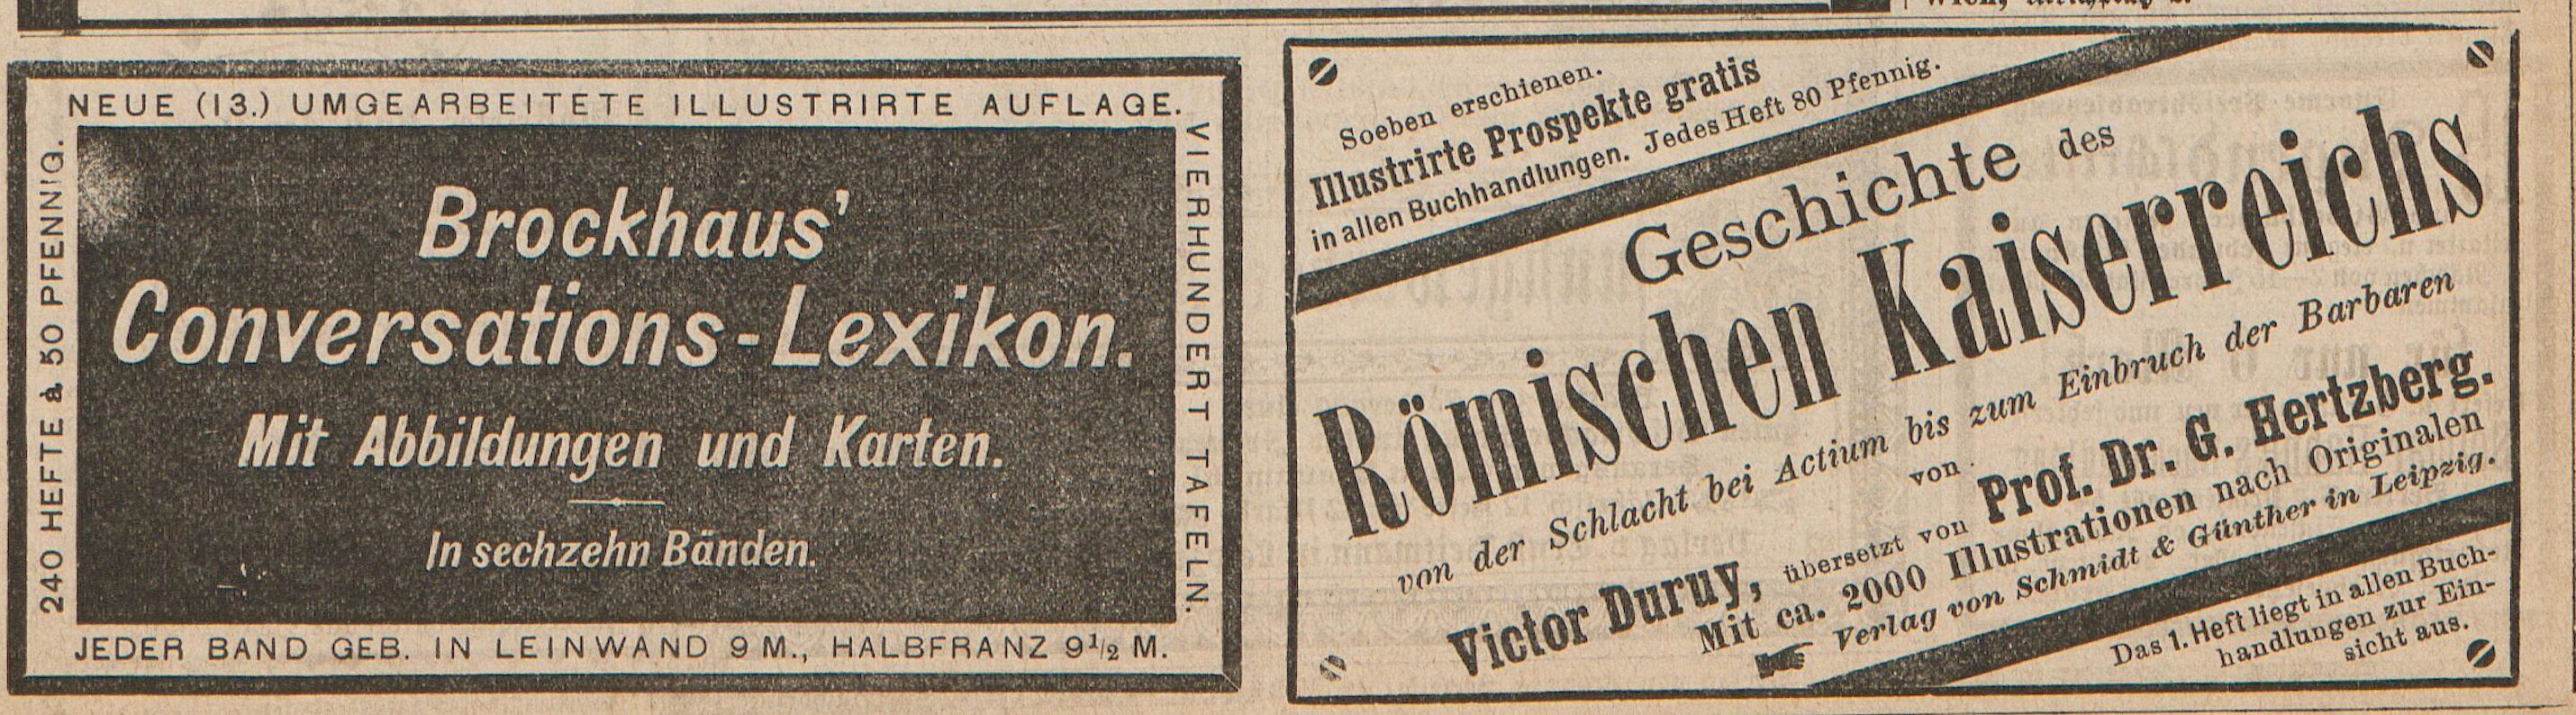 NEUE (13.) UMGEARBEITETE ILLUSTRIRTE AUFLAGE.
240 HEFTE à 50 PFENNIG.
Brockhaus'
Conversations-Lexikon.
Mit Abbildungen und Karten.
In sechzehn Bänden.
VIERHUNDERT TAFELN.
JEDER BAND GEB. IN LEINWAND 9 M., HALBFRANZ 9½ M.
Soeben erschienen.
Illustrirte Prospekte gratis
in allen Buchhandlungen. Jedes Heft 80 Pfennig.
Geschichte des
Römischen Kaiserreichs
von der Schlacht bei Actium bis zum Einbruch der Barbaren
von
Victor Duruy, übersetzt von Prof. Dr. G. Hertzberg.
Mit ca. 2000 Illustrationen nach Originalen
Verlag von Schmidt & Günther in Leipzig.
Das 1. Heft liegt in allen Buch-
handlungen zur Ein-
sicht aus.